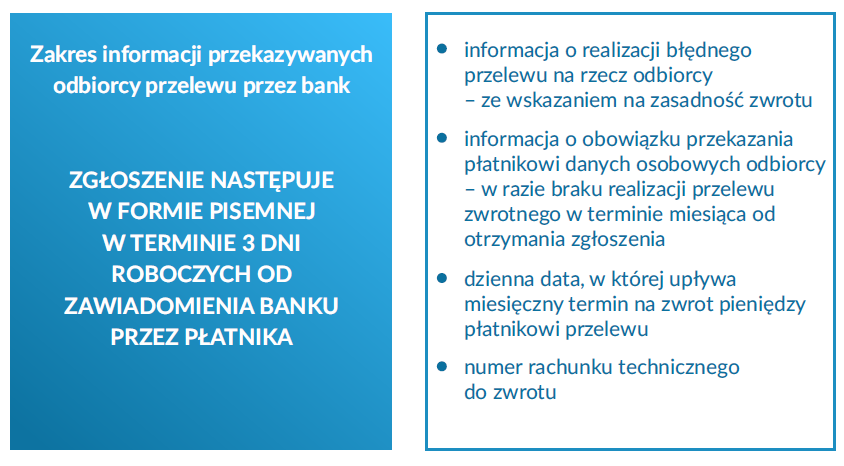 Zakres informacji przekazywanych
odbiorcy przelewu przez bank
ZGŁOSZENIE NASTĘPUJE
W FORMIE PISEMNEJ
W TERMINIE 3 DNI
ROBOCZYCH OD
ZAWIADOMIENIA BANKU
PRZEZ PŁATNIKA
• informacja o realizacji błędnego
przelewu na rzecz odbiorcy
– ze wskazaniem na zasadność zwrotu
• informacja o obowiązku przekazania
płatnikowi danych osobowych odbiorcy
– w razie braku realizacji przelewu
zwrotnego w terminie miesiąca od
otrzymania zgłoszenia
• dzienna data, w której upływa
miesięczny termin na zwrot pieniędzy
płatnikowi przelewu
• numer rachunku technicznego
do zwrotu